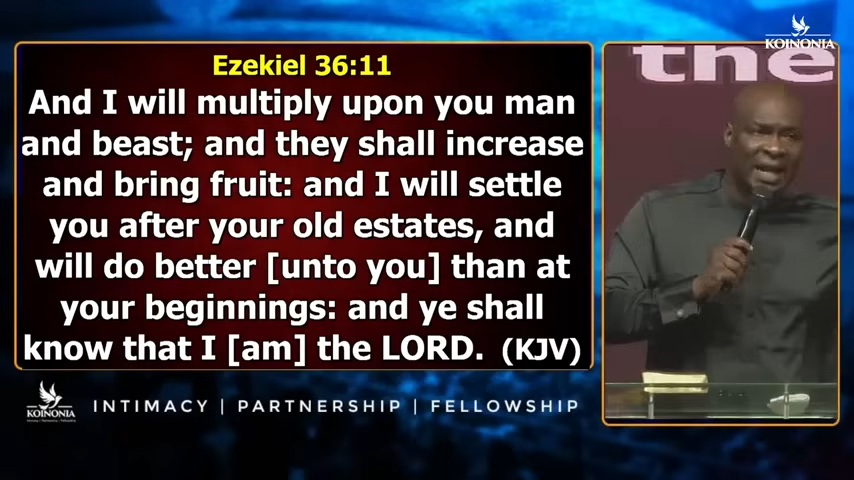 Ezekiel 36:11
And I will multiply upon you man
and beast; and they shall increase
and bring fruit: and I will settle
you after your old estates, and
will do better [unto you] than at
your beginnings: and ye shall
know that I [am] the LORD. (KJV)
KOINONIA
the
KOINONIA
INTIMACY | PARTNERSHIP | FELLOWSHIP